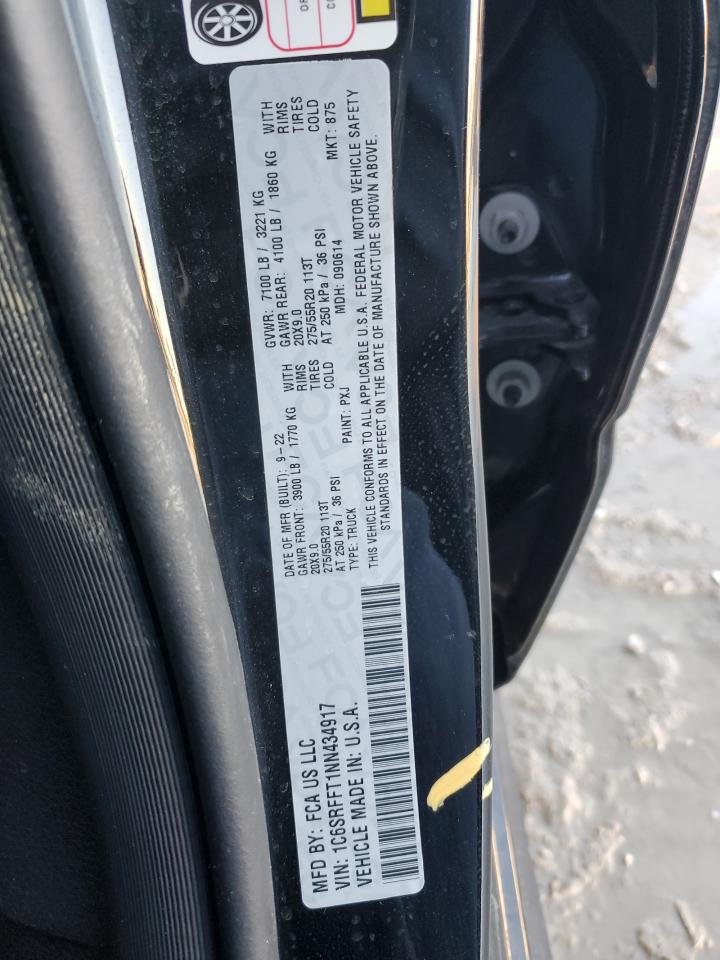 OR
CO
MFD BY: FCA US LLC
VIN: 1C6SRFFT1NN434917
VEHICLE MADE IN: U.S.A.
DATE OF MFR (BUILT): 9-22 GVWR: 7100 LB / 3221 KG
GAWR FRONT: 3900 LB / 1770 KG WITH GAWR REAR: 4100 LB / 1860 KG WITH
20X9.0 RIMS 20X9.0 RIMS
275/55R20 113T TIRES 275/55R20 113T TIRES
AT 250 kPa / 36 PSI COLD AT 250 kPa / 36 PSI COLD
TYPE: TRUCK PAINT: PXJ MDH: 090614 MKT: 875
THIS VEHICLE CONFORMS TO ALL APPLICABLE U.S.A. FEDERAL MOTOR VEHICLE SAFETY
STANDARDS IN EFFECT ON THE DATE OF MANUFACTURE SHOWN ABOVE.